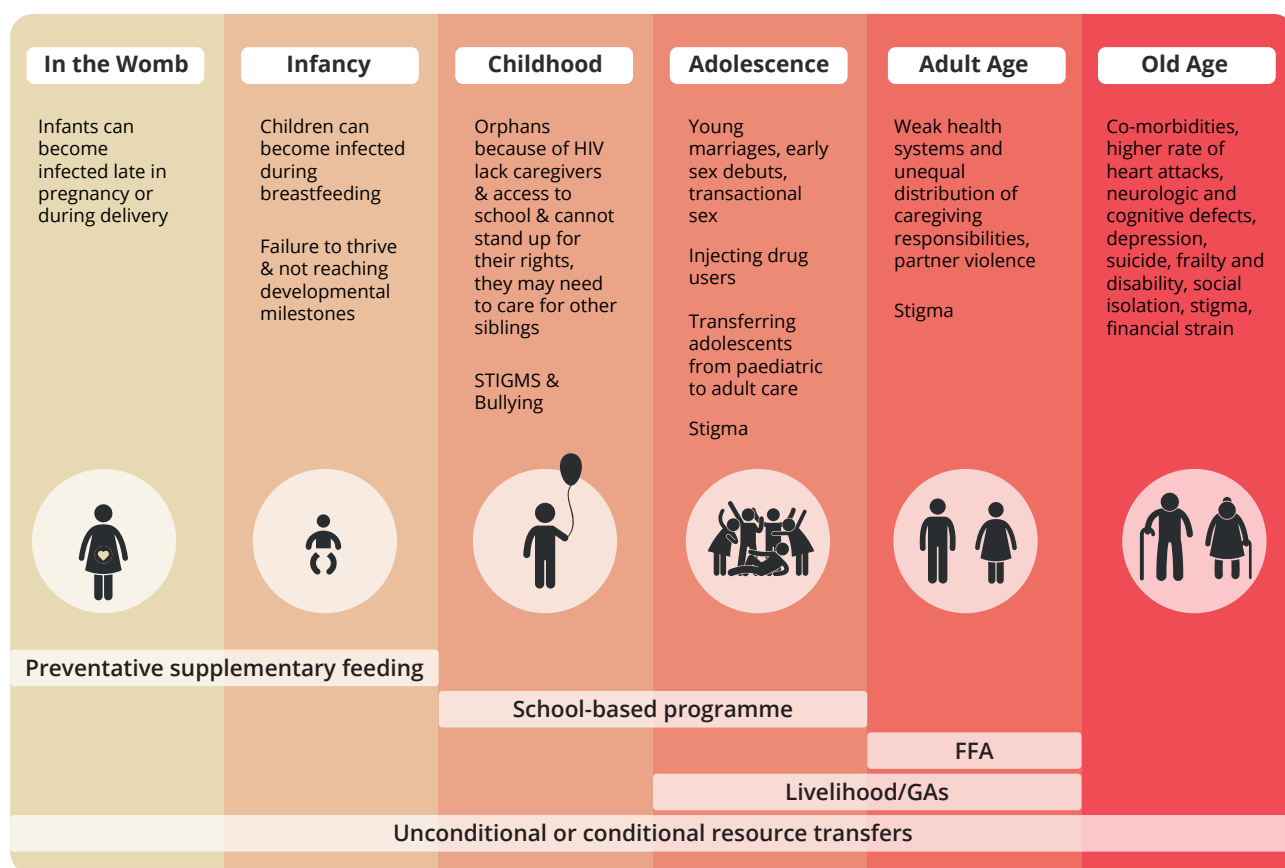 In the Womb
Infants can
become
infected late in
pregnancy or
during delivery
Infancy
Children can
become infected
during
breastfeeding
Failure to thrive
& not reaching
developmental
milestones
Childhood
Orphans
because of HIV
lack caregivers
& access to
school & cannot
stand up for
their rights,
they may need
to care for other
siblings
STIGMS &
Bullying
Adolescence
Young
marriages, early
sex debuts,
transactional
sex
Injecting drug
users
Transferring
adolescents
from paediatric
to adult care
Stigma
Adult Age
Weak health
systems and
unequal
distribution of
caregiving
responsibilities,
partner violence
Stigma
Old Age
Co-morbidities,
higher rate of
heart attacks,
neurologic and
cognitive defects,
depression,
suicide, frailty and
disability, social
isolation, stigma,
financial strain
Preventative supplementary feeding
School-based programme
FFA
Livelihood/GAs
Unconditional or conditional resource transfers